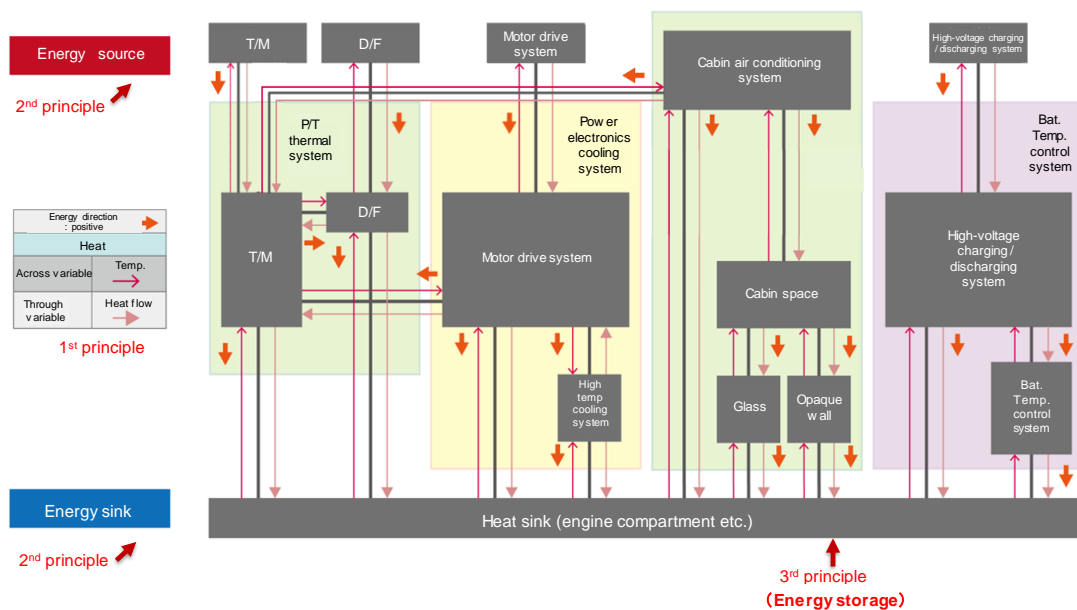 Energy source
2nd principle
T/M
D/F
Motor drive
system
Cabin air conditioning
system
High-voltage charging
/ discharging system
P/T
thermal
system
Power
electronics
cooling
system
Bat.
Temp.
control
system
Energy direction
: positive
Heat
Across variable
Temp.
Through
variable
Heat flow
1st principle
T/M
D/F
Motor drive system
Cabin space
High-voltage
charging /
discharging
system
High
temp
cooling
system
Glass
Opaque
wall
Bat.
Temp.
control
system
Energy sink
2nd principle
Heat sink (engine compartment etc.)
3rd principle
(Energy storage)